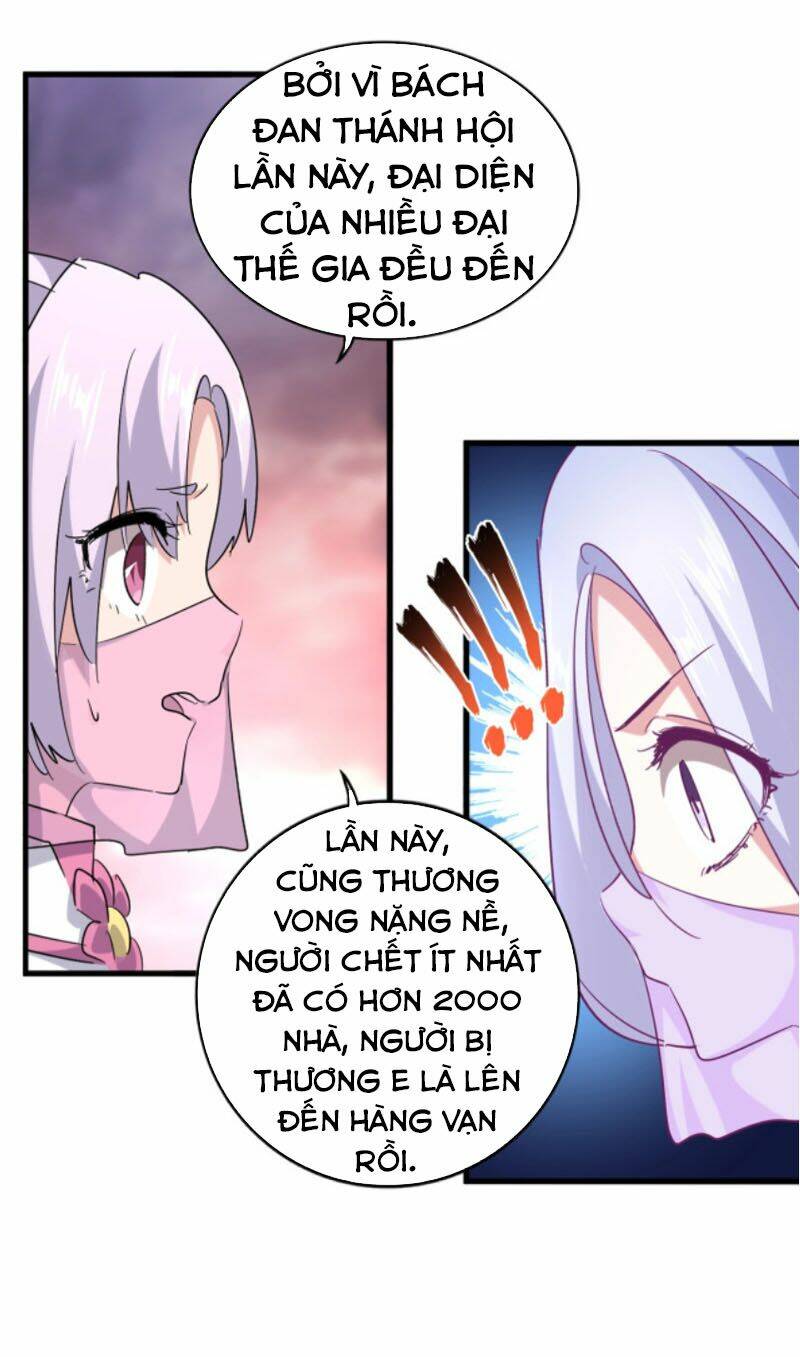 BỞI VÌ BÁCH
ĐAN THÁNH HỘI
LẦN NÀY, ĐẠI DIỆN
CỦA NHIỀU ĐẠI
THẾ GIA ĐỀU ĐẾN
RỒI.
!!!...
LẦN NÀY,
CŨNG THƯƠNG
VONG NẶNG NỀ,
NGƯỜI CHẾT ÍT NHẤT
ĐÃ CÓ HƠN 2000
NHÀ, NGƯỜI BỊ
THƯƠNG E LÀ LÊN
ĐẾN HÀNG VẠN
RỒI.